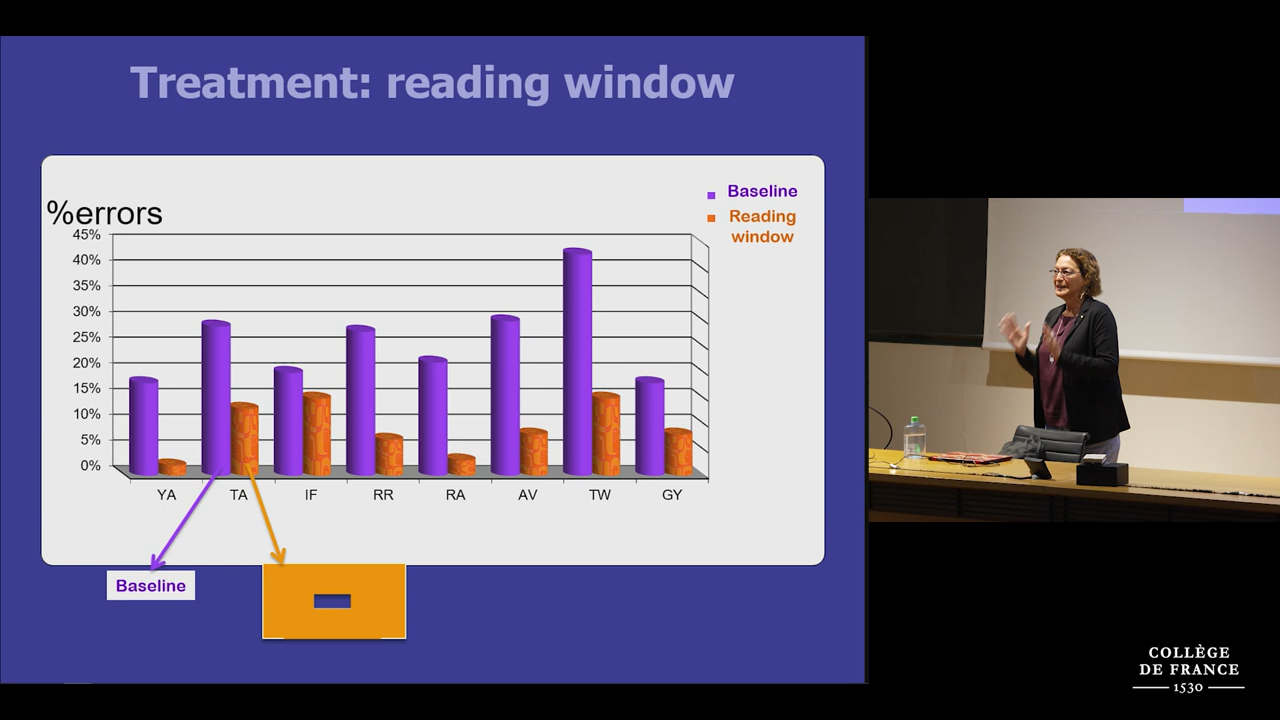 Treatment: reading window
%errors
Baseline
Reading
window
45%
40%
35%
30%
25%
20%
15%
10%
5%
0%
YA TA IF RR RA AV TW GY
Baseline
COLLÈGE
DE FRANCE
1530